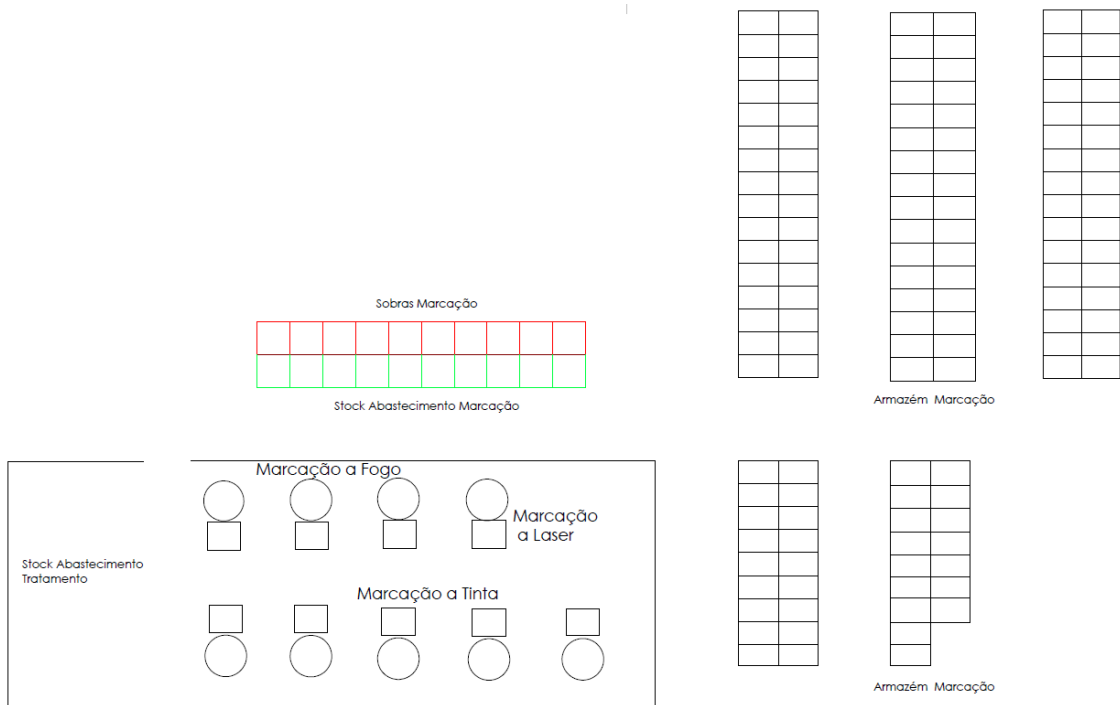 Sobras Marcação
Stock Abastecimento Marcação
Armazém Marcação
Marcação a Fogo
Marcação
a Laser
Stock Abastecimento
Tratamento
Marcação a Tinta
Armazém Marcação